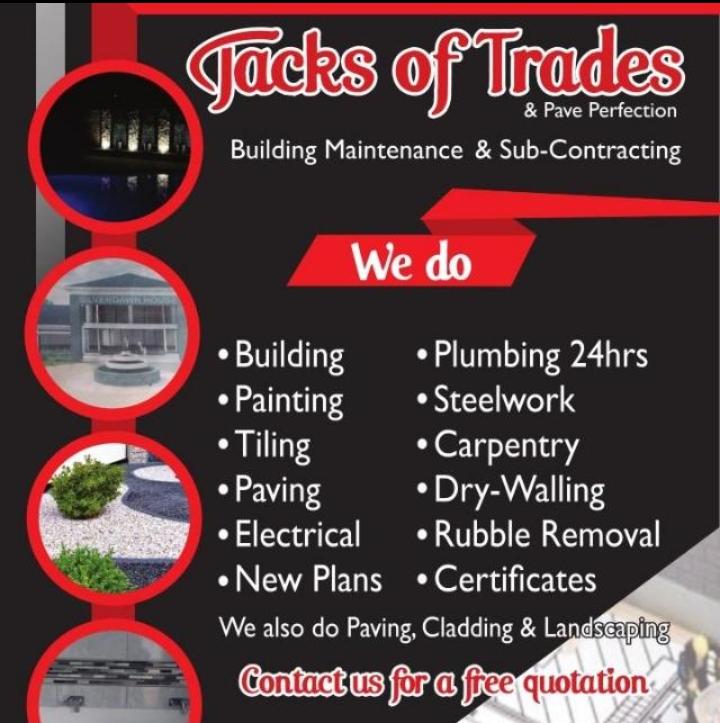 Jacks of Trades
& Pave Perfection
Building Maintenance & Sub-Contracting
We do
SILVERDAWN HOUSE
• Building
• Painting
• Tiling
• Paving
• Electrical
• New Plans
• Plumbing 24hrs
• Steelwork
• Carpentry
• Dry-Walling
• Rubble Removal
• Certificates
We also do Paving, Cladding & Landscaping
Contact us for a free quotation